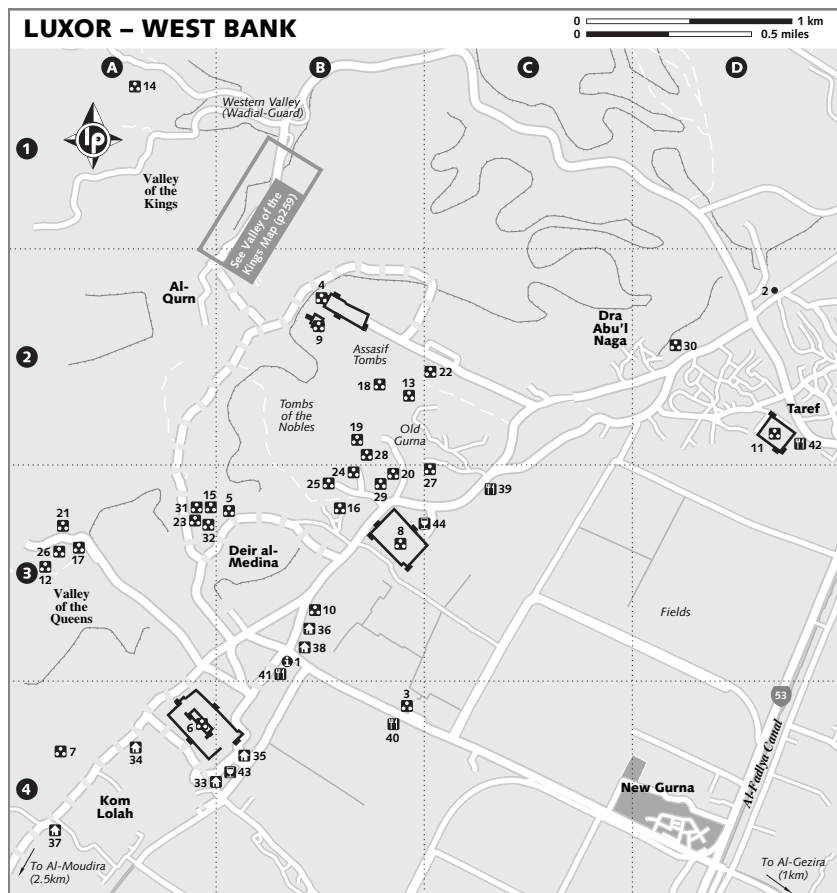 LUXOR – WEST BANK
0 1 km
0 0.5 miles
A
B
C
D
14
Western Valley
(Wadial-Guard)
lp
1
Valley
of the
Kings
See Valley of the
Kings Map (p259)
Al-
Qurn
4
9
2
Dra
Abu'l
Naga
30
2
Assasif
Tombs
22
18
13
Tombs
of the
Nobles
Old
Gurna
19
28
Taref
11
42
24
20
25
29
27
39
16
31
15
5
23
32
44
8
21
26
17
12
Deir al-
Medina
3
Valley
of the
Queens
10
36
38
1
41
Fields
3
40
53
6
7
34
35
43
33
4
Kom
Lolah
37
New Gurna
Al-Fadlya Canal
To Al-Moudira
(2.5km)
To Al-Gezira
(1km)